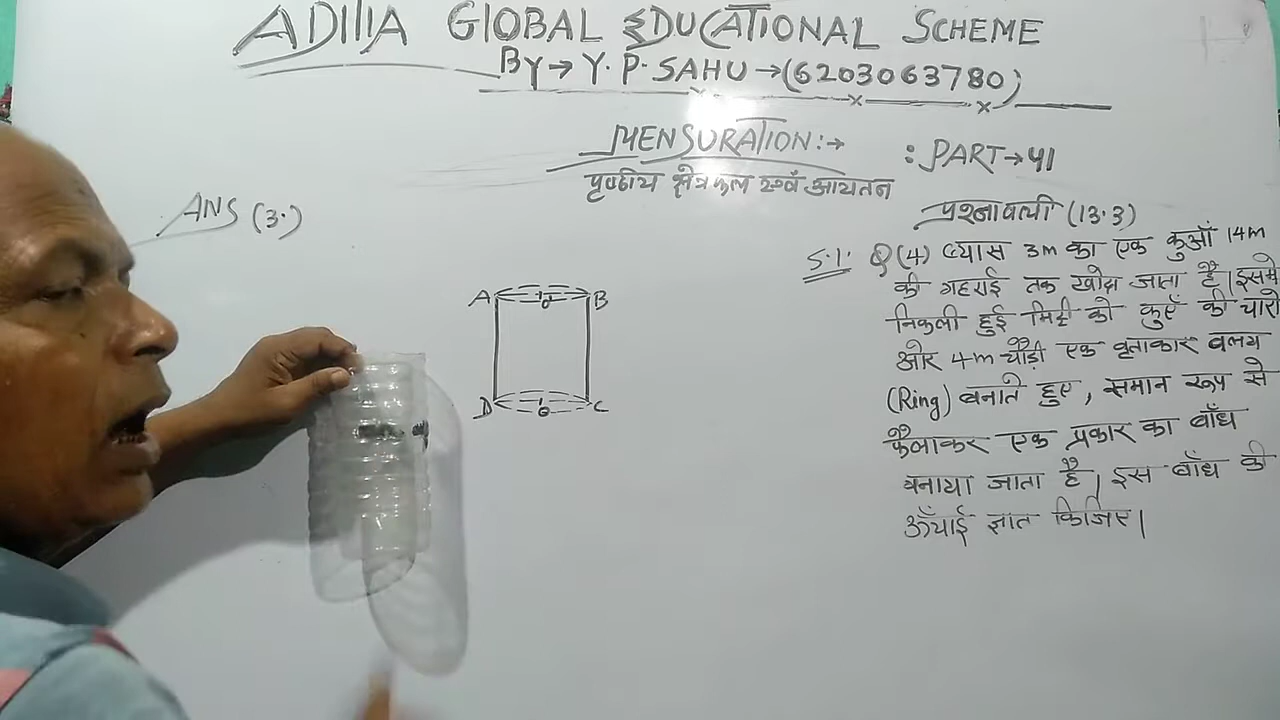 ADITIA GLOBAL EDUCATIONAL SCHEME
BY → Y. P. SAHU → (6203063780)
MENSURATION :→ : PART → 41
पृष्ठीय क्षेत्रफल एवं आयतन
प्रश्नावली (13.3)
ANS (3.)
S.1. Q(4) व्यास 3m का एक कुआँ 14m
की गहराई तक खोदा जाता है। इसमें
निकली हुई मिट्टी को कुएँ की चारों
ओर 4m चौड़ी एक वृत्ताकार वलय
(Ring) बनाते हुए, समान रूप से
फैलाकर एक प्रकार का बाँध
बनाया जाता है। इस बाँध की
ऊँचाई ज्ञात किजिए।
A o B
D o C